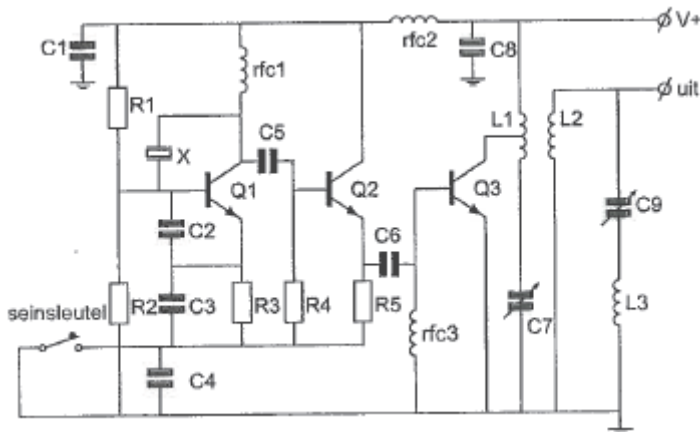 C1
rfc2
V+
C8
rfc1
uit
R1
C5
L1
L2
X
Q1
Q2
Q3
C9
C2
C6
R2
C3
R3
R4
R5
L3
seinsleutel
C7
rfc3
C4